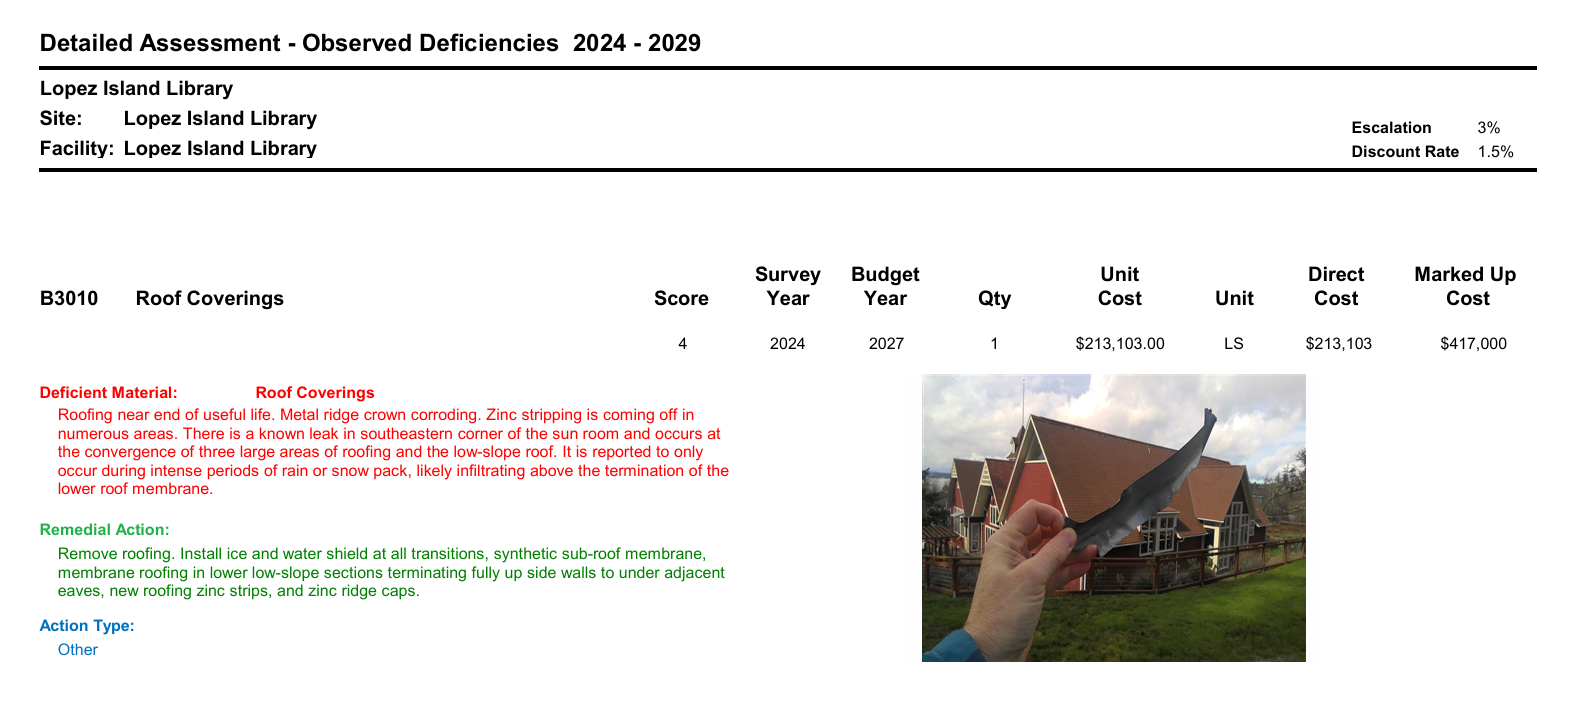 Detailed Assessment - Observed Deficiencies 2024 - 2029
Lopez Island Library
Site: Lopez Island Library
Facility: Lopez Island Library
Escalation 3%
Discount Rate 1.5%
Survey Budget Unit Direct Marked Up
B3010 Roof Coverings Score Year Year Qty Cost Unit Cost Cost
4 2024 2027 1 $213,103.00 LS $213,103 $417,000
Deficient Material: Roof Coverings
Roofing near end of useful life. Metal ridge crown corroding. Zinc stripping is coming off in
numerous areas. There is a known leak in southeastern corner of the sun room and occurs at
the convergence of three large areas of roofing and the low-slope roof. It is reported to only
occur during intense periods of rain or snow pack, likely infiltrating above the termination of the
lower roof membrane.
Remedial Action:
Remove roofing. Install ice and water shield at all transitions, synthetic sub-roof membrane,
membrane roofing in lower low-slope sections terminating fully up side walls to under adjacent
eaves, new roofing zinc strips, and zinc ridge caps.
Action Type:
Other